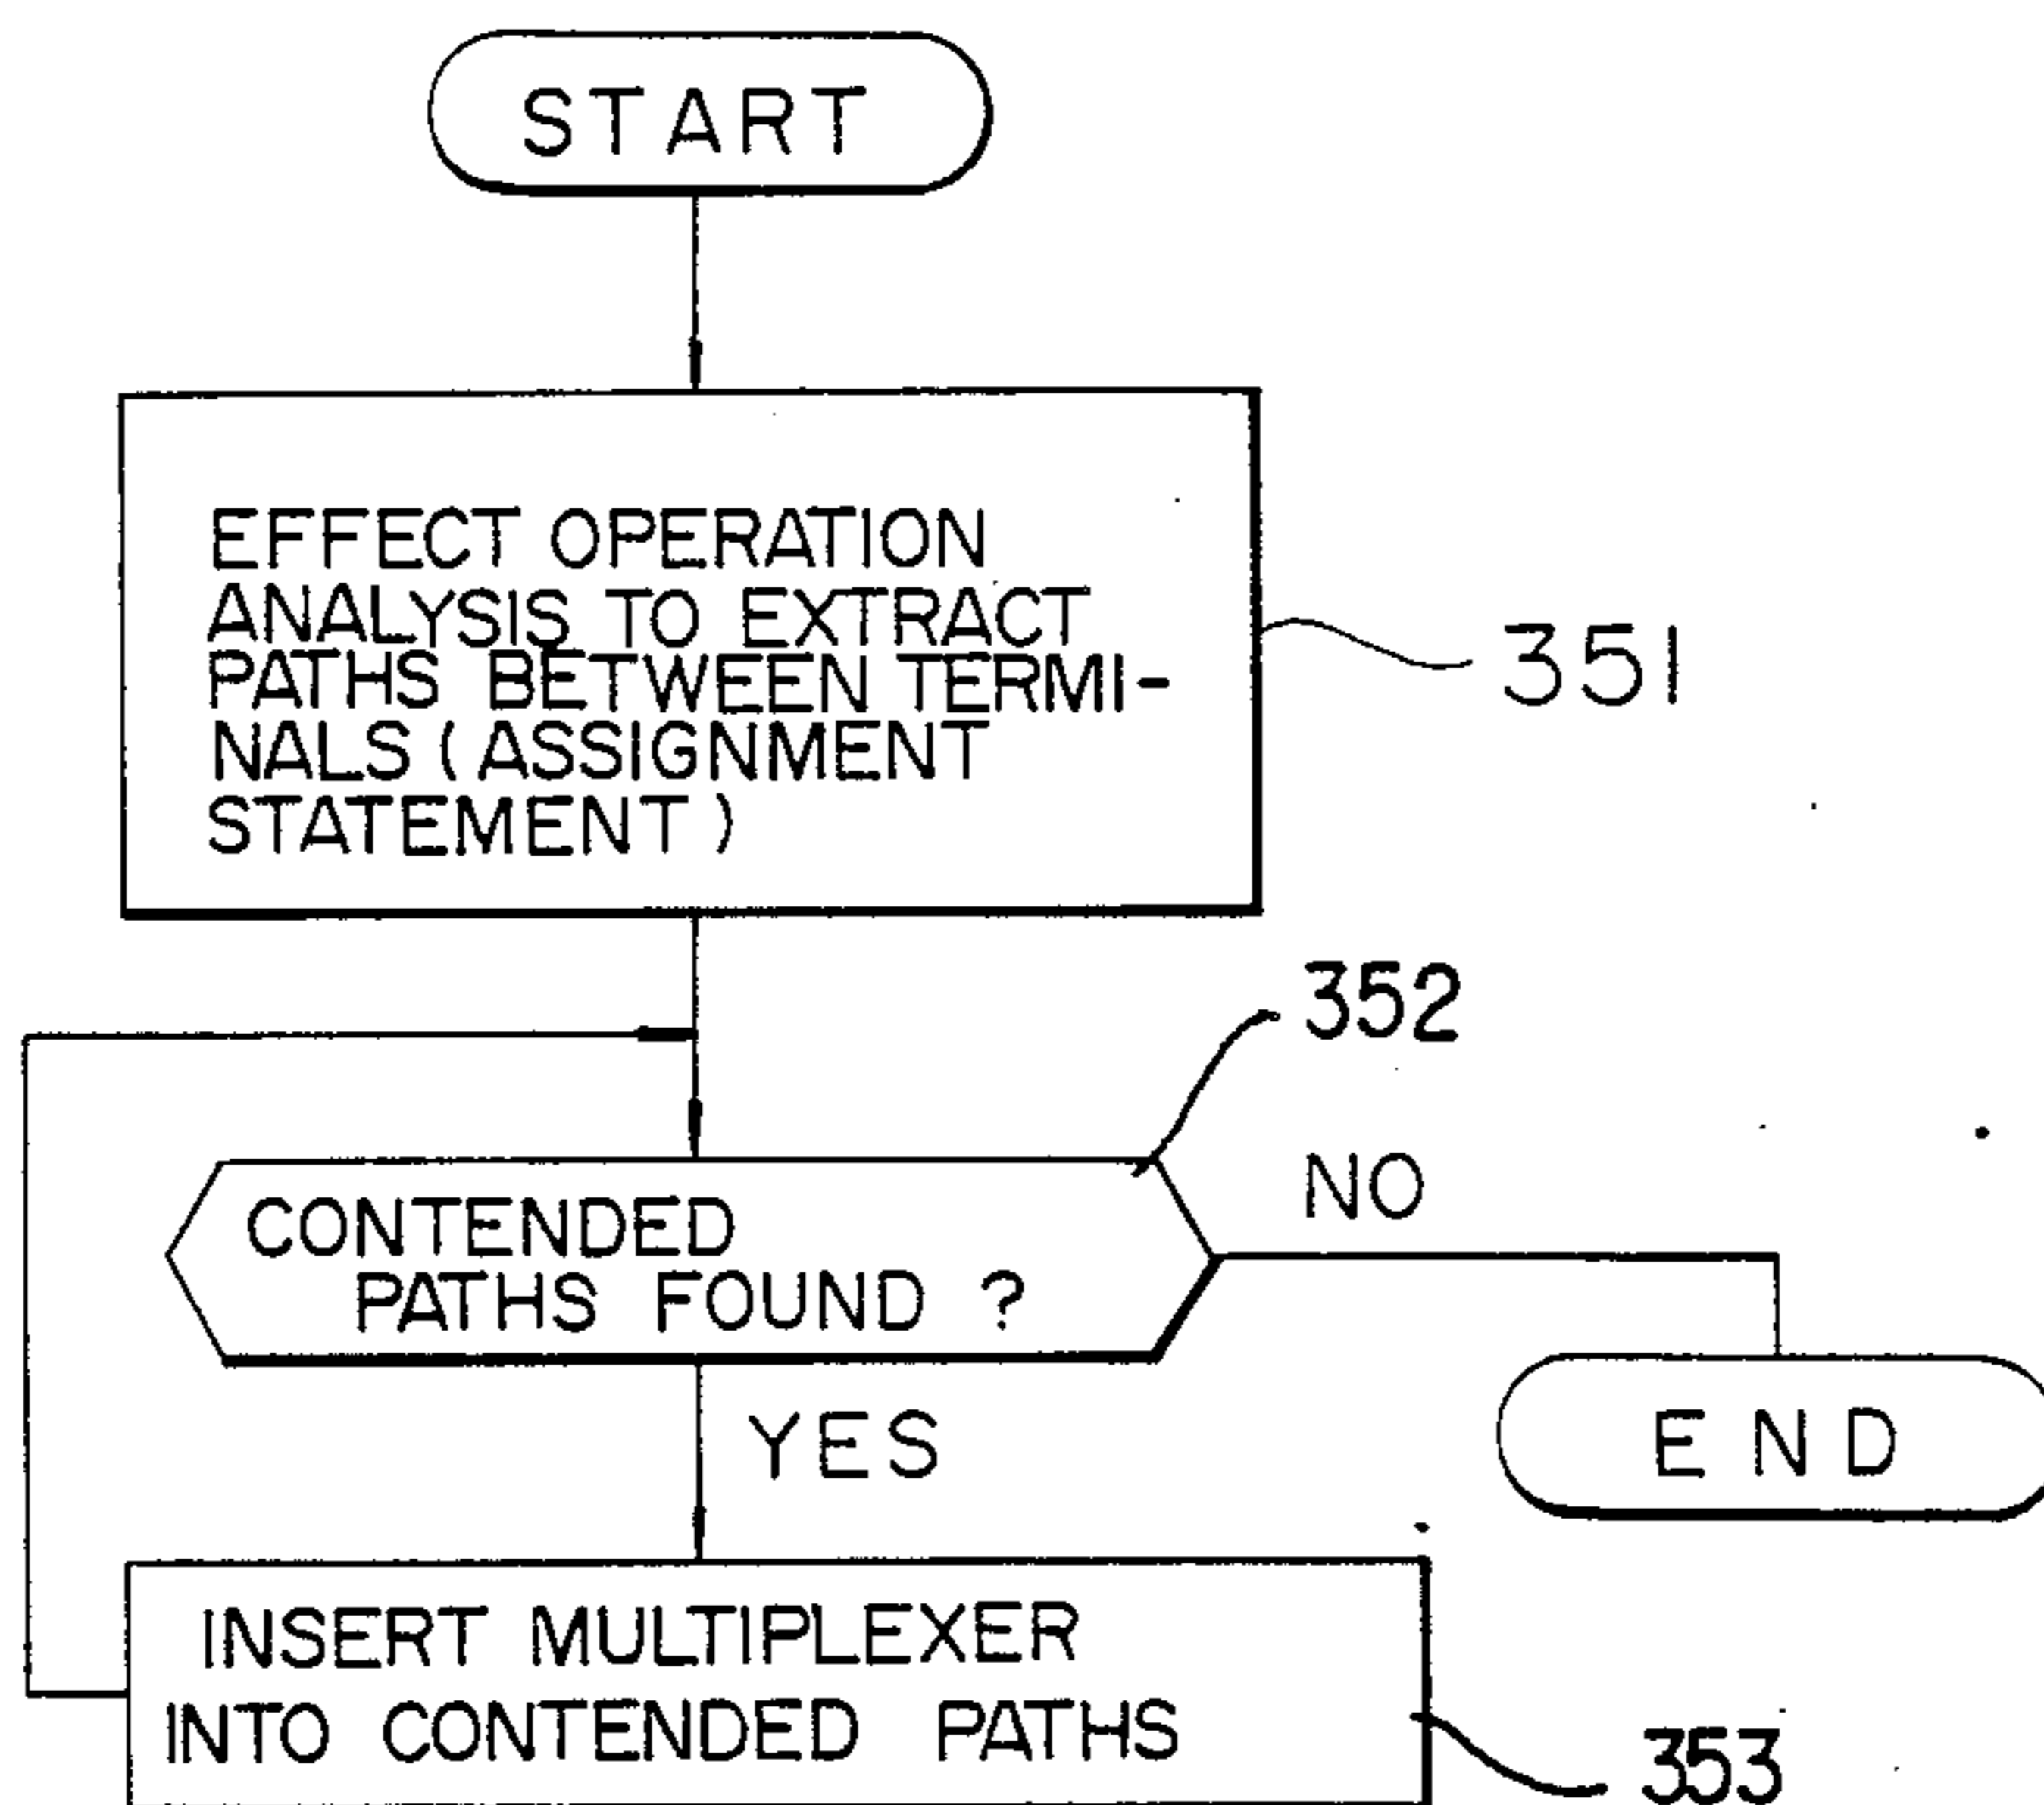 START
EFFECT OPERATION
ANALYSIS TO EXTRACT
PATHS BETWEEN TERMI-
NALS (ASSIGNMENT
STATEMENT)
351
352
CONTENDED
PATHS FOUND ?
NO
YES
END
INSERT MULTIPLEXER
INTO CONTENDED PATHS
353